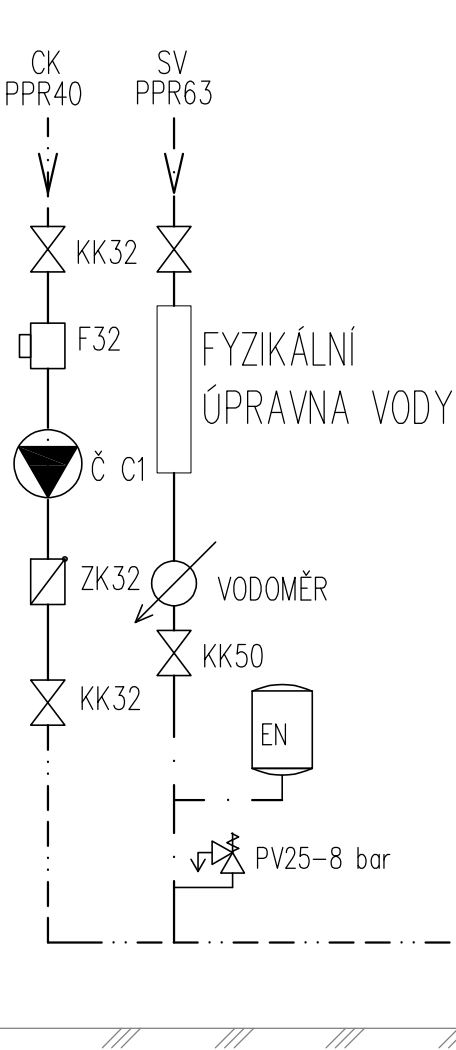 CK
PPR40
SV
PPR63
KK32
F32
FYZIKÁLNÍ
ÚPRAVNA VODY
Č C1
ZK32
VODOMĚR
KK50
KK32
EN
PV25-8 bar